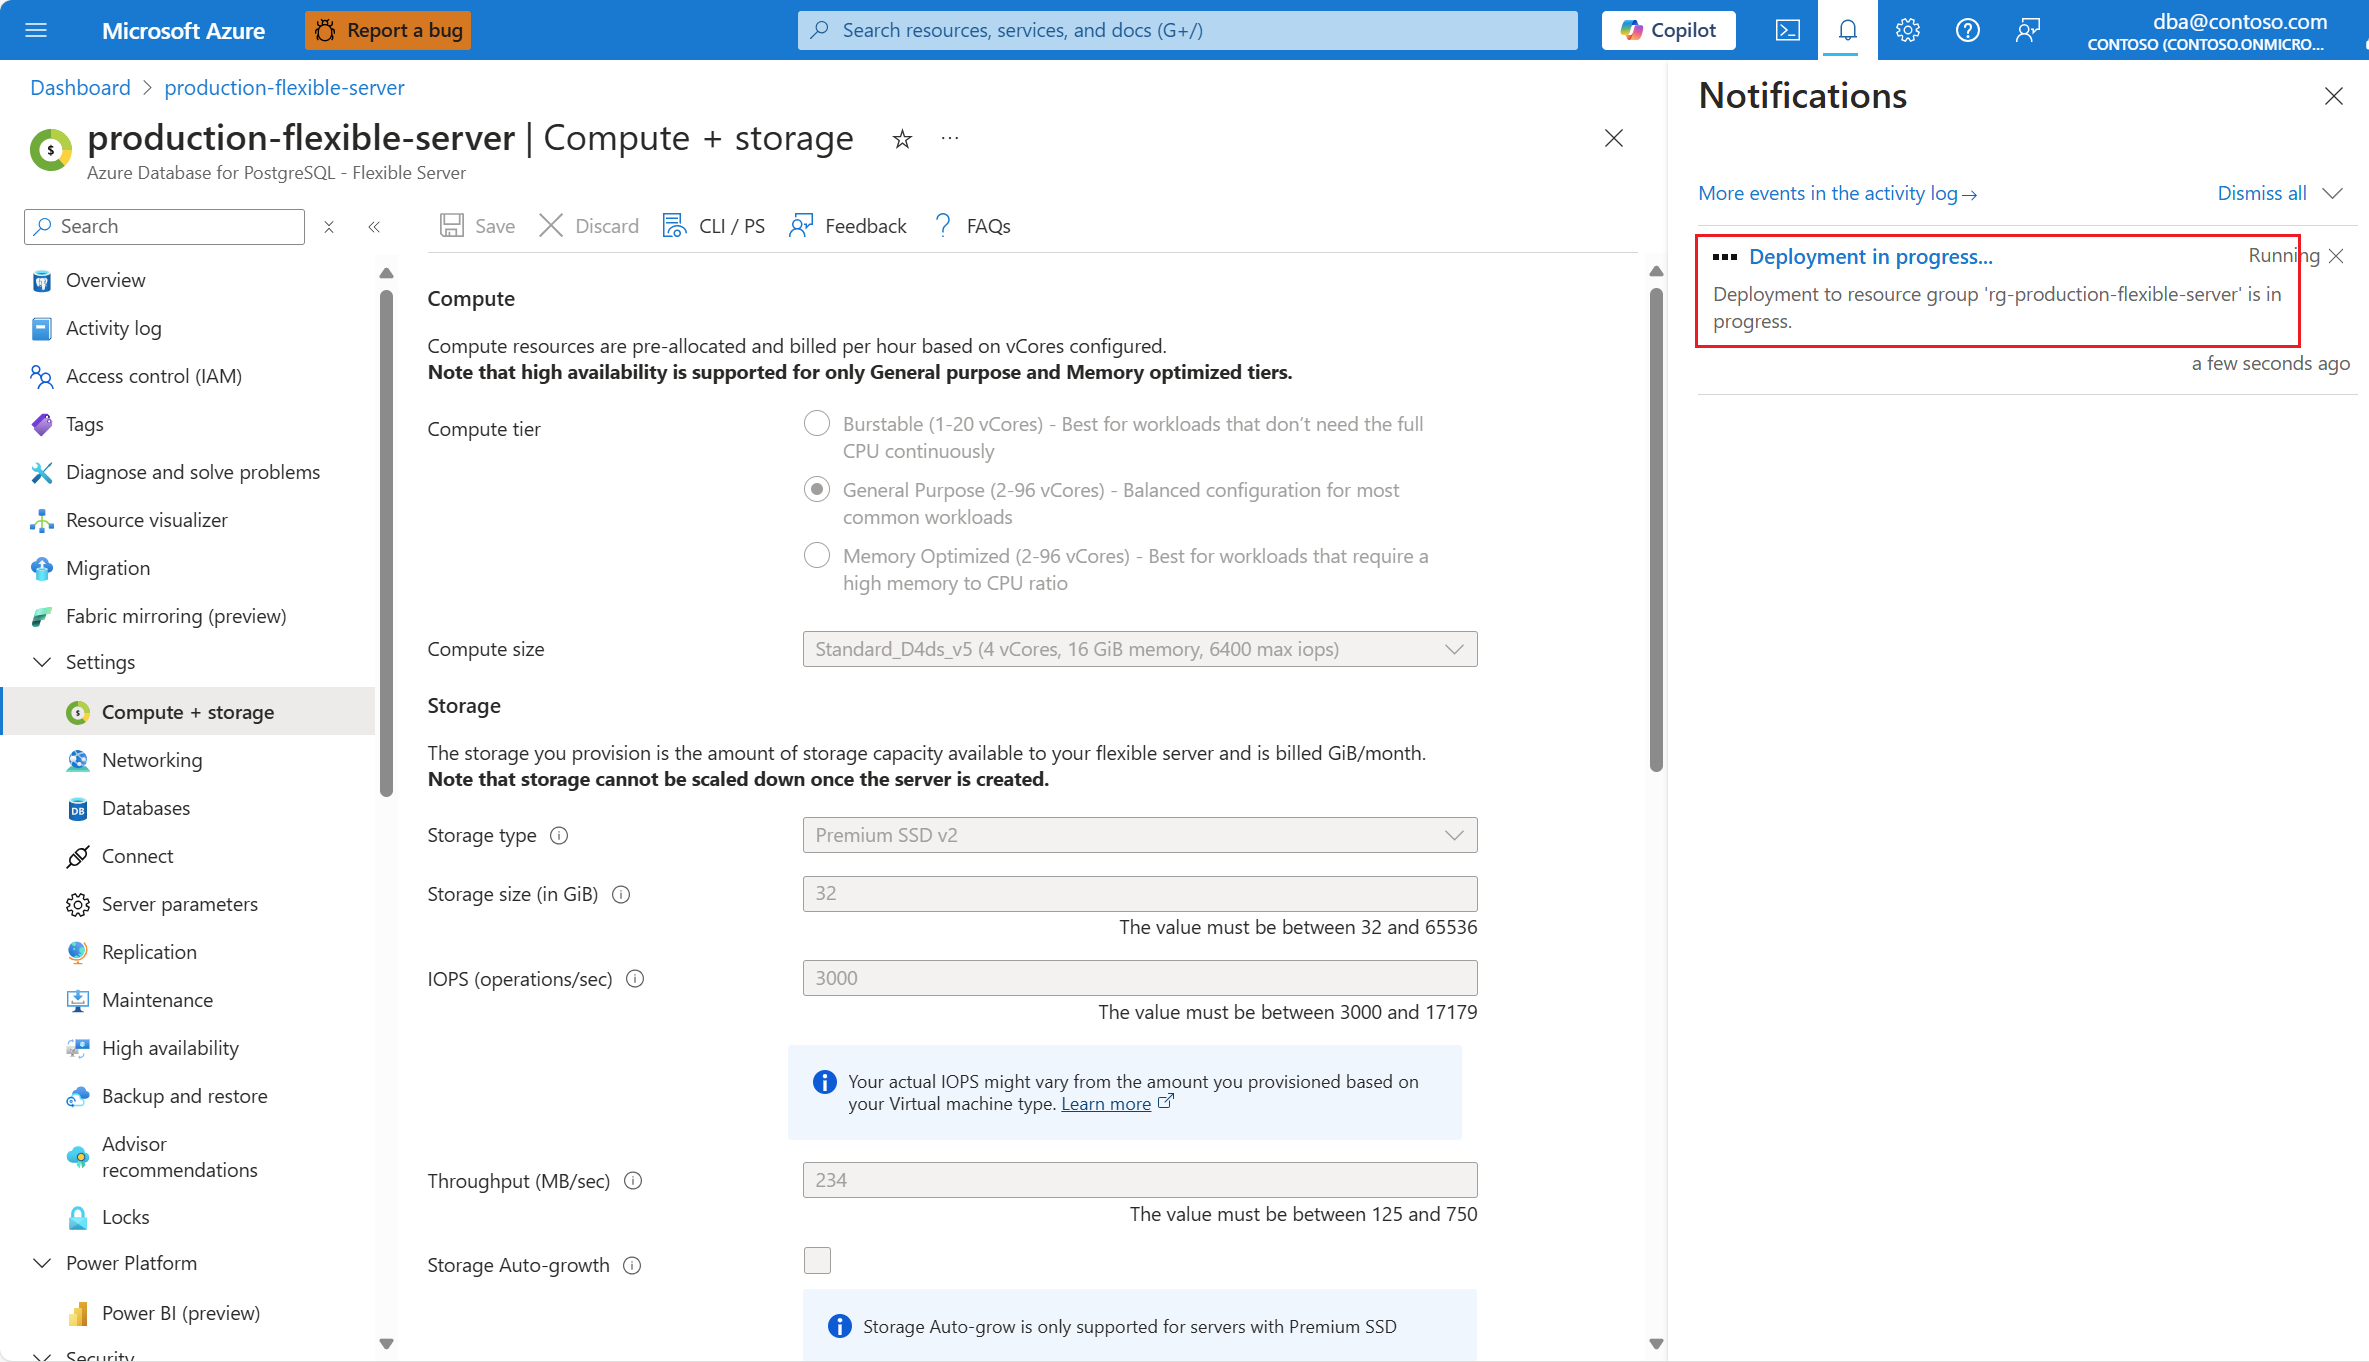 Microsoft Azure
Report a bug
Search resources, services, and docs (G+/)
Copilot
dba@contoso.com
CONTOSO (CONTOSO.ONMICRO...
Dashboard > production-flexible-server
production-flexible-server | Compute + storage
Azure Database for PostgreSQL - Flexible Server
Search
Overview
Activity log
Access control (IAM)
Tags
Diagnose and solve problems
Resource visualizer
Migration
Fabric mirroring (preview)
Settings
Compute + storage
Networking
Databases
Connect
Server parameters
Replication
Maintenance
High availability
Backup and restore
Advisor
recommendations
Locks
Power Platform
Power BI (preview)
Security
Save
Discard
CLI / PS
Feedback
FAQs
Compute
Compute resources are pre-allocated and billed per hour based on vCores configured.
Note that high availability is supported for only General purpose and Memory optimized tiers.
Compute tier
Burstable (1-20 vCores) - Best for workloads that don’t need the full
CPU continuously
General Purpose (2-96 vCores) - Balanced configuration for most
common workloads
Memory Optimized (2-96 vCores) - Best for workloads that require a
high memory to CPU ratio
Compute size
Standard_D4ds_v5 (4 vCores, 16 GiB memory, 6400 max iops)
Storage
The storage you provision is the amount of storage capacity available to your flexible server and is billed GiB/month.
Note that storage cannot be scaled down once the server is created.
Storage type
Premium SSD v2
Storage size (in GiB)
32
The value must be between 32 and 65536
IOPS (operations/sec)
3000
The value must be between 3000 and 17179
Your actual IOPS might vary from the amount you provisioned based on
your Virtual machine type. Learn more
Throughput (MB/sec)
234
The value must be between 125 and 750
Storage Auto-growth
Storage Auto-grow is only supported for servers with Premium SSD
Notifications
More events in the activity log →
Dismiss all
Deployment in progress...
Running
Deployment to resource group 'rg-production-flexible-server' is in
progress.
a few seconds ago